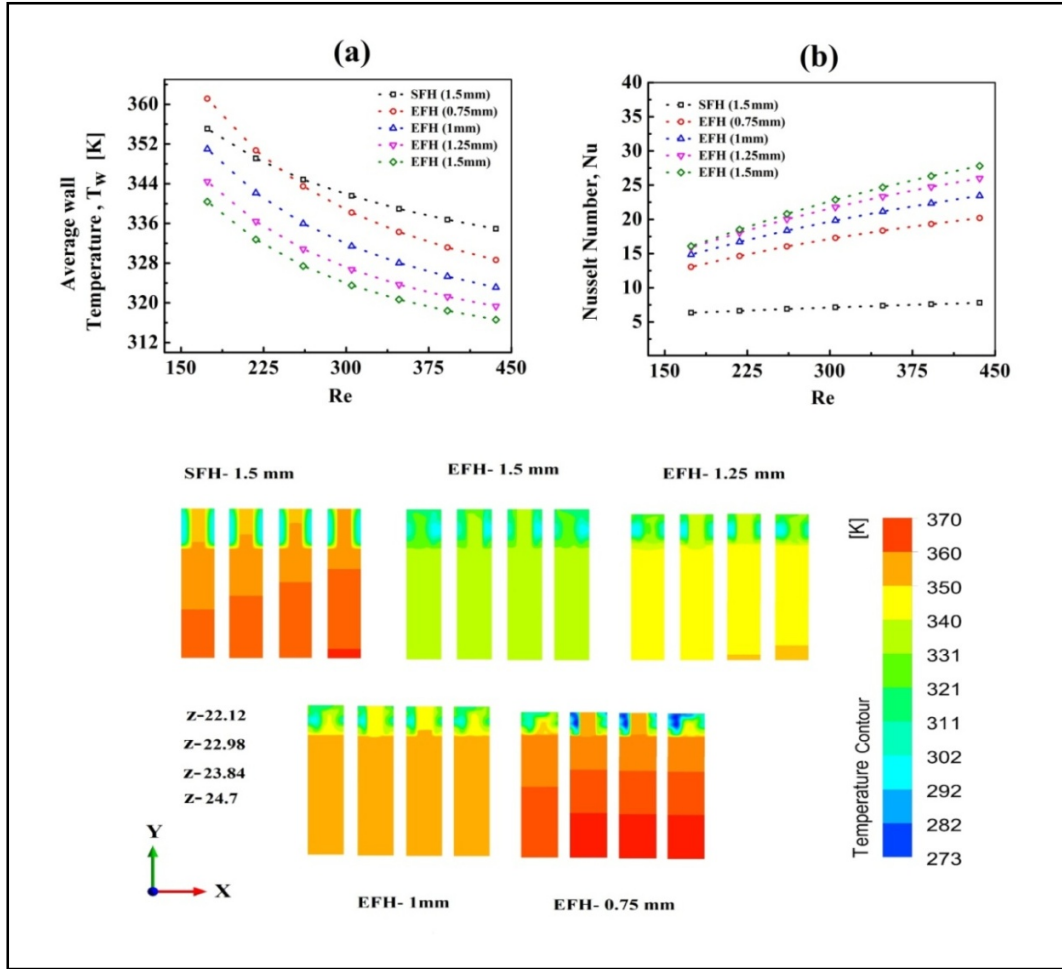 (a)
Average wall
Temperature , Tw [K]
360
352
344
336
328
320
312
SFH (1.5mm)
EFH (0.75mm)
EFH (1mm)
EFH (1.25mm)
EFH (1.5mm)
150
225
300
375
450
Re
(b)
Nusselt Number, Nu
40
35
30
25
20
15
10
5
SFH (1.5mm)
EFH (0.75mm)
EFH (1mm)
EFH (1.25mm)
EFH (1.5mm)
150
225
300
375
450
Re
SFH- 1.5 mm
EFH- 1.5 mm
EFH- 1.25 mm
z-22.12
z-22.98
z-23.84
z-24.7
Y
X
EFH- 1mm
EFH- 0.75 mm
[K]
Temperature Contour
370
360
350
340
331
321
311
302
292
282
273